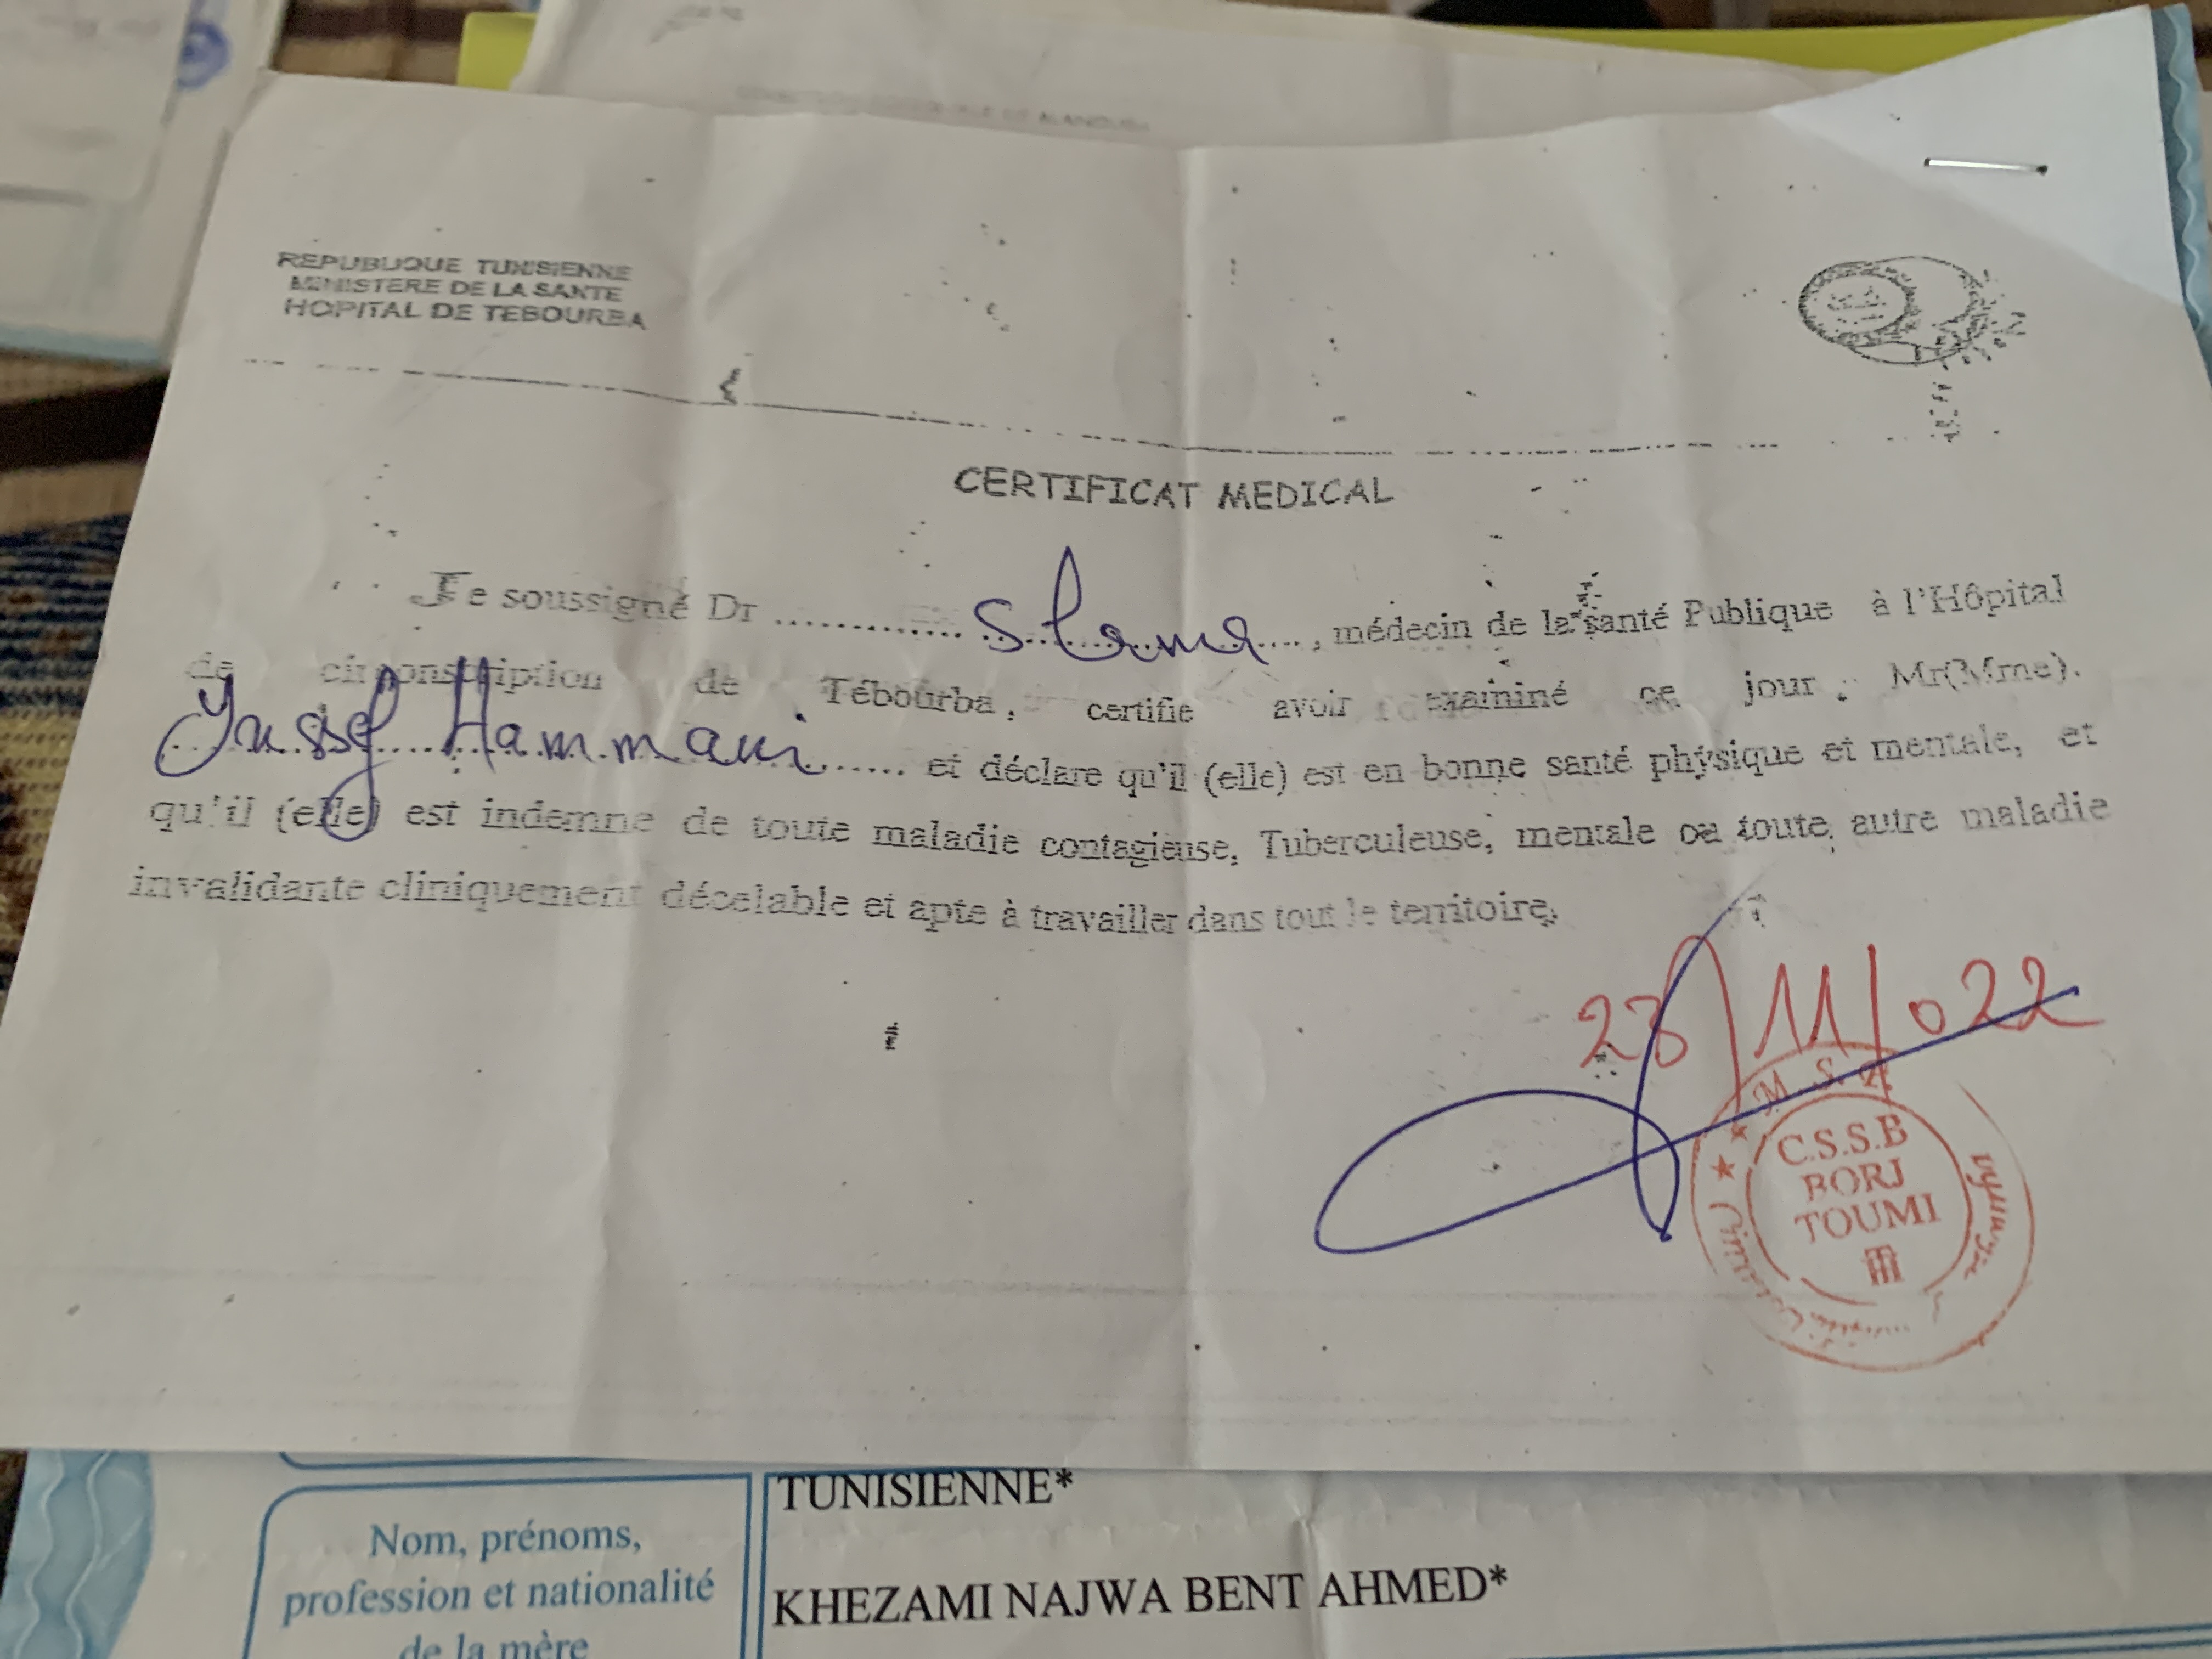 REPUBLIQUE TUNISIENNE
MINISTERE DE LA SANTE
HOPITAL DE TEBOURBA
CERTIFICAT MEDICAL
Je soussigné Dr .............. Slama ....., médecin de la santé Publique à l'Hôpital
de circonscription de Tébourba, certifie avoir examiné ce jour : Mr(Mme).
Yussef Hammami ....... et déclare qu'il (elle) est en bonne santé physique et mentale, et
qu'il (elle) est indemne de toute maladie contagieuse, Tuberculeuse, mentale ou toute autre maladie
invalidante cliniquement décelable et apte à travailler dans tout le territoire.
23/11/022
M.S.P.
C.S.S.B
BORJ
TOUMI
TUNISIENNE*
Nom, prénoms,
profession et nationalité
de la mère
KHEZAMI NAJWA BENT AHMED*